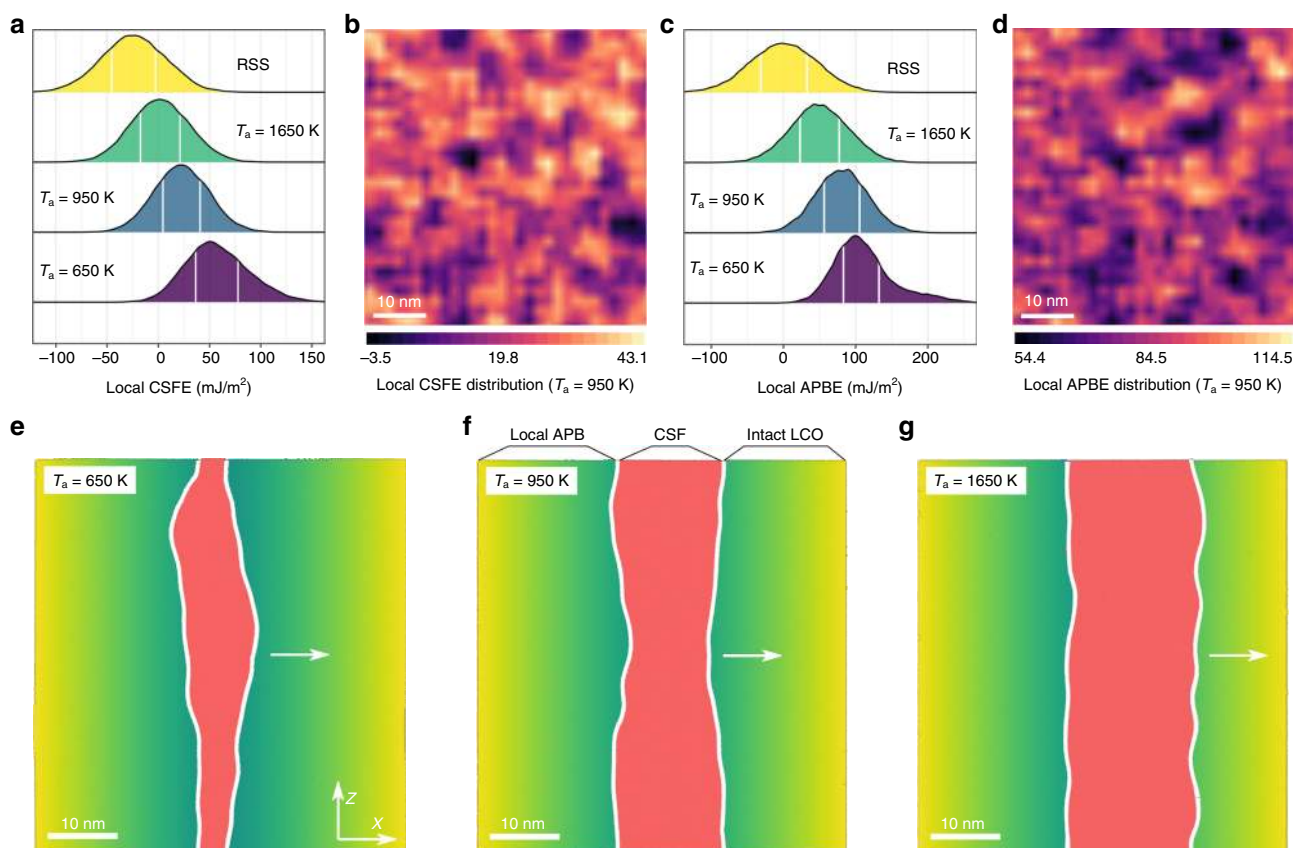 a
RSS
Tₐ = 1650 K
Tₐ = 950 K
Tₐ = 650 K
−100 −50 0 50 100 150
Local CSFE (mJ/m²)
b
10 nm
−3.5 19.8 43.1
Local CSFE distribution (Tₐ = 950 K)
c
RSS
Tₐ = 1650 K
Tₐ = 950 K
Tₐ = 650 K
−100 0 100 200
Local APBE (mJ/m²)
d
10 nm
54.4 84.5 114.5
Local APBE distribution (Tₐ = 950 K)
e
Tₐ = 650 K
Z
X
10 nm
f
Local APB CSF Intact LCO
Tₐ = 950 K
10 nm
g
Tₐ = 1650 K
10 nm